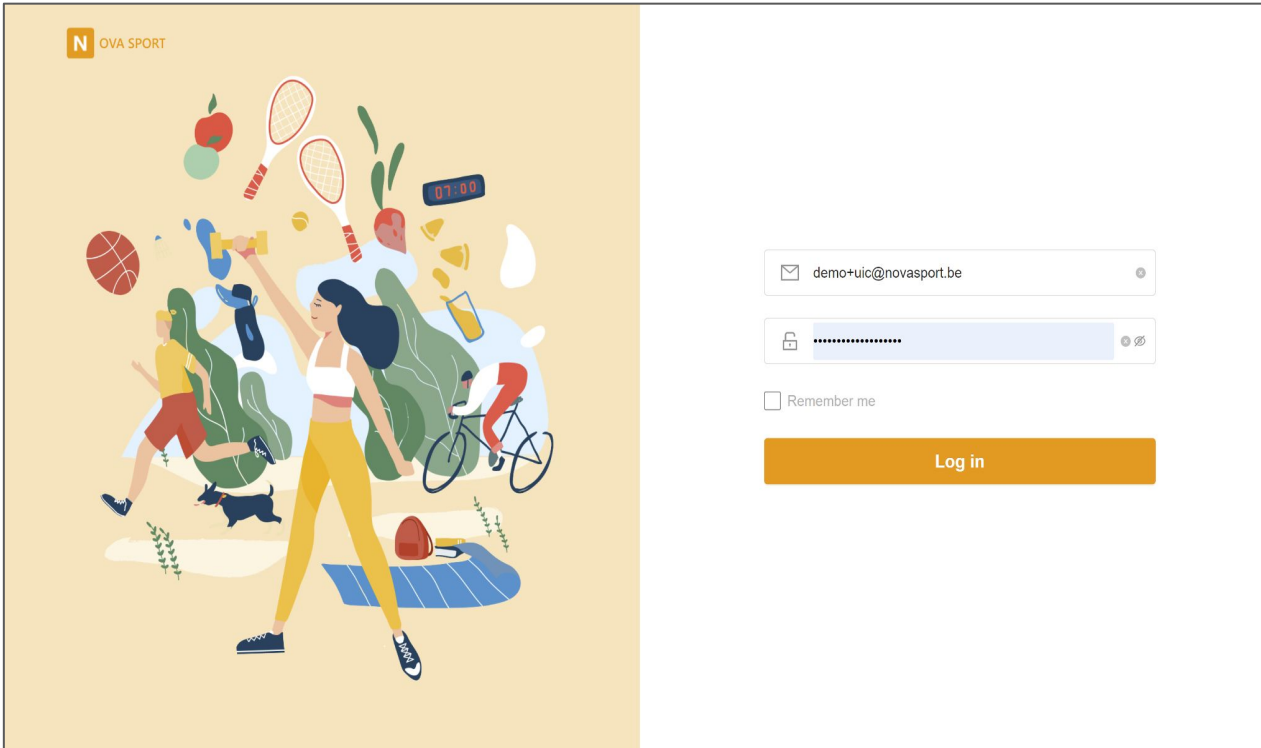 N OVA SPORT
07:00
demo+uic@novasport.be
••••••••••••••••••
Remember me
Log in